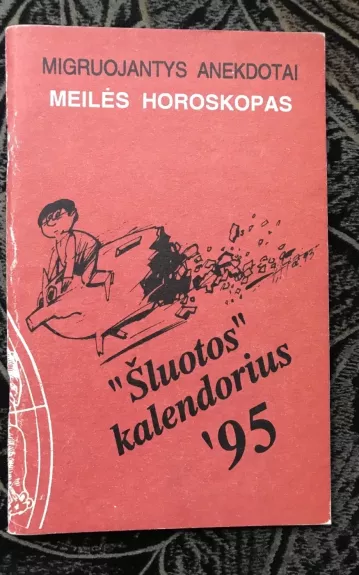 MIGRUOJANTYS ANEKDOTAI
MEILĖS HOROSKOPAS
"Šluotos"
kalendorius
'95